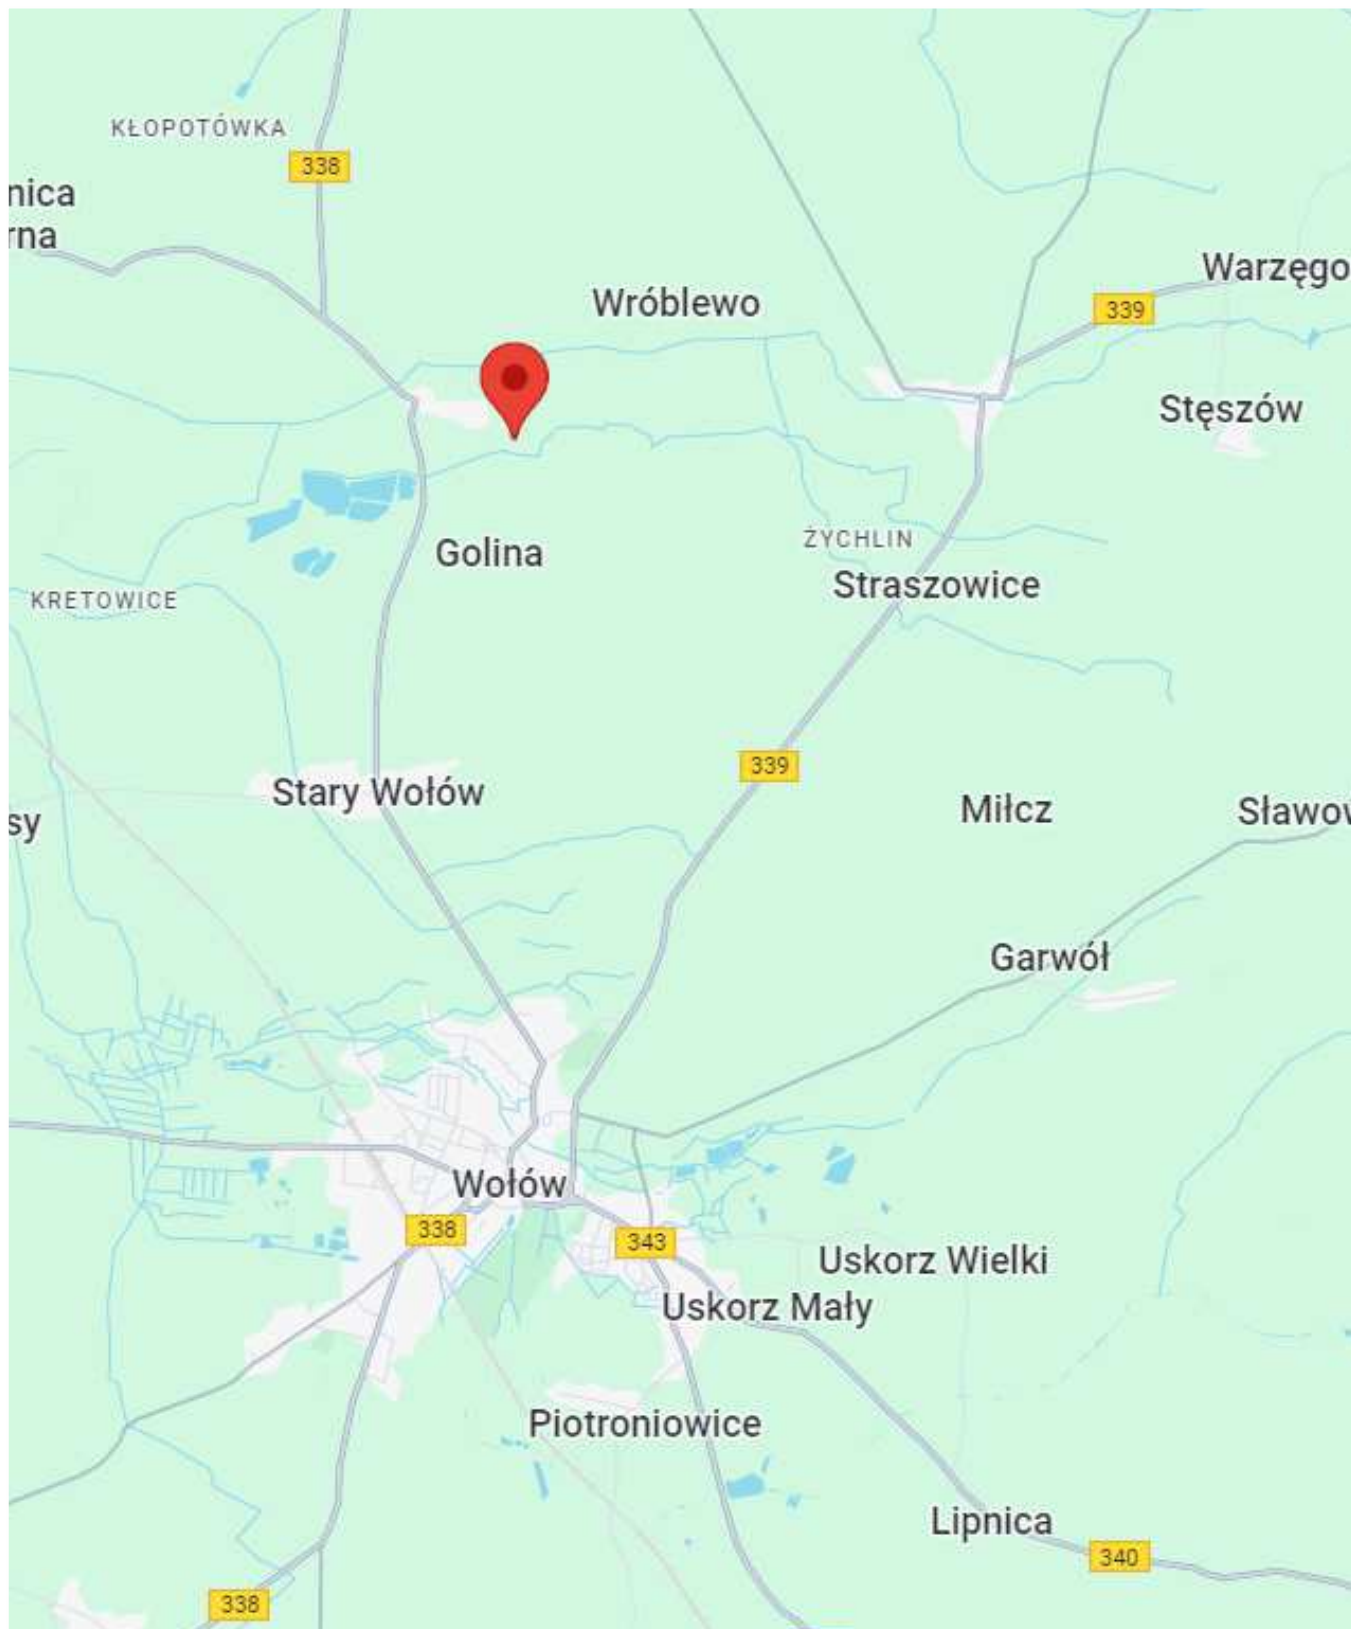 KŁOPOTÓWKA
338
nica
rna
Wróblewo
Warzęgo
339
Stęszów
Golina
ŻYCHLIN
Straszowice
KRETOWICE
339
Stary Wołów
Miłcz
Sławow
sy
Garwół
Wołów
338
343
Uskorz Wielki
Uskorz Mały
Piotroniowice
Lipnica
340
338